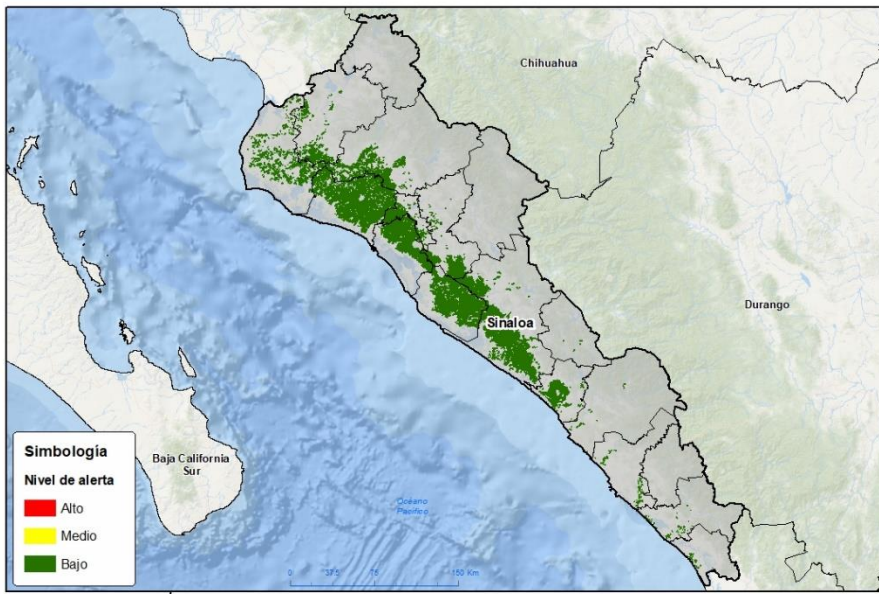 Chihuahua
Durango
Sinaloa
Simbología
Nivel de alerta
Alto
Medio
Bajo
Baja California
Sur
Océano
Pacífico
0 37.5 75 150 Km